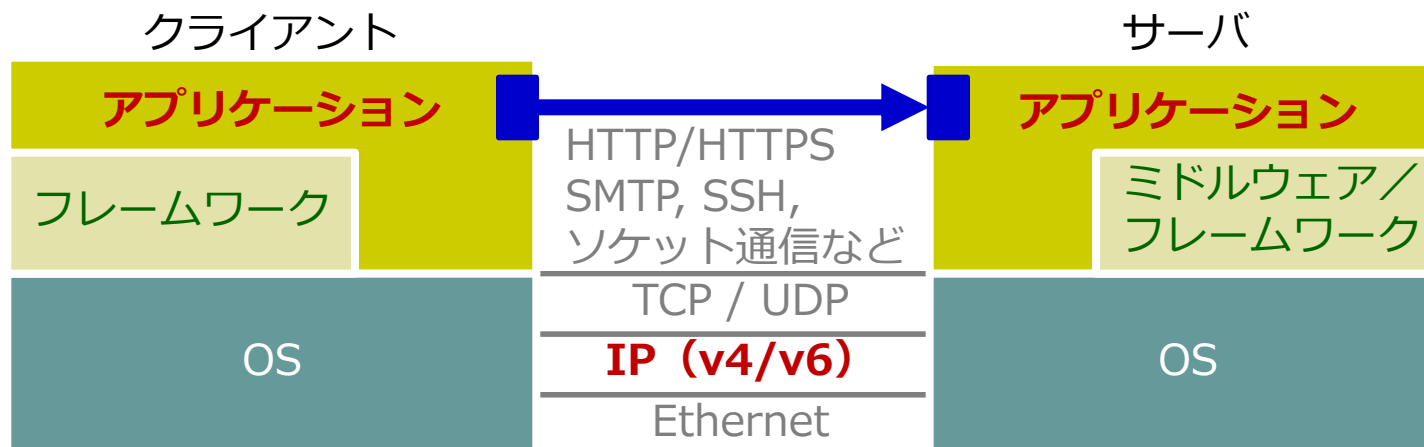 クライアント
サーバ
アプリケーション
アプリケーション
HTTP/HTTPS
SMTP, SSH,
ソケット通信など
フレームワーク
ミドルウェア／
フレームワーク
TCP / UDP
OS
IP（v4/v6）
OS
Ethernet